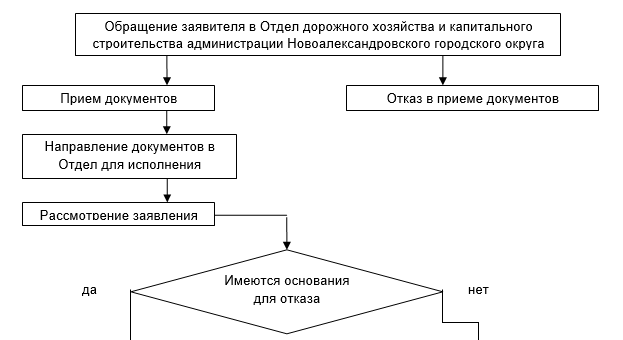 Обращение заявителя в Отдел дорожного хозяйства и капитального
строительства администрации Новоалександровского городского округа
Прием документов
Отказ в приеме документов
Направление документов в
Отдел для исполнения
Рассмотрение заявления
Имеются основания
для отказа
да
нет